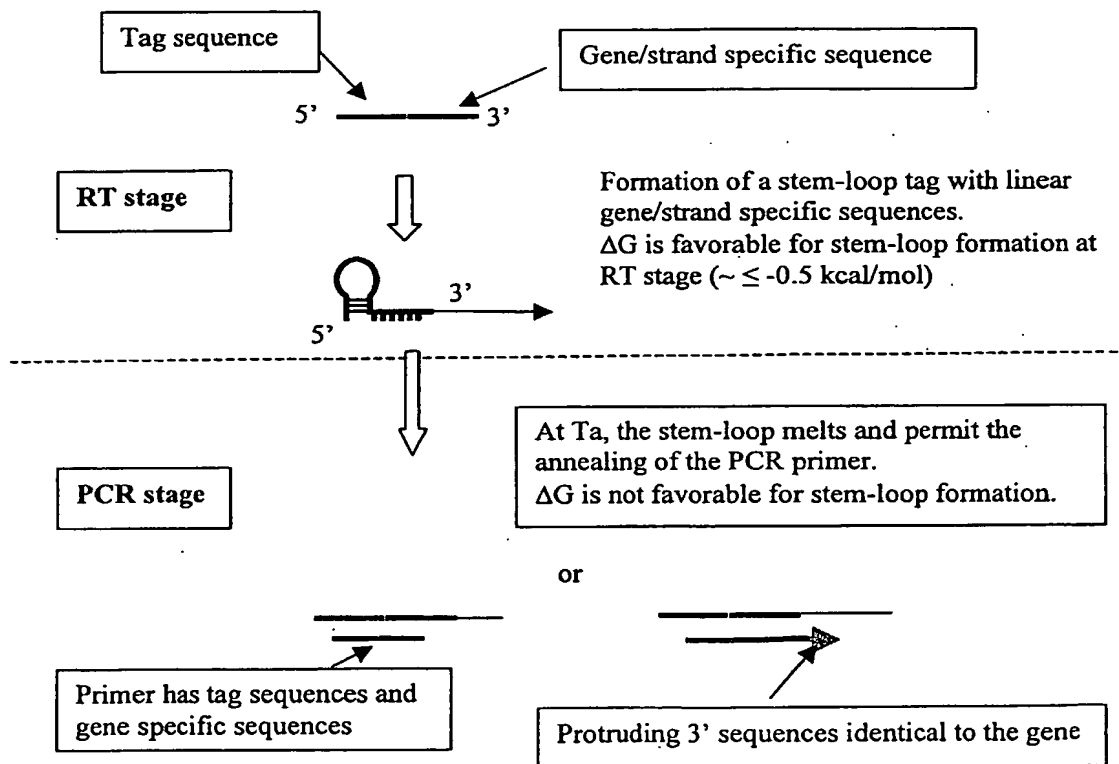 Tag sequence
Gene/strand specific sequence
5’
3’
RT stage
Formation of a stem-loop tag with linear
gene/strand specific sequences.
ΔG is favorable for stem-loop formation at
RT stage (~ ≤ -0.5 kcal/mol)
3’
5’
At Ta, the stem-loop melts and permit the
annealing of the PCR primer.
ΔG is not favorable for stem-loop formation.
PCR stage
or
Primer has tag sequences and
gene specific sequences
Protruding 3’ sequences identical to the gene